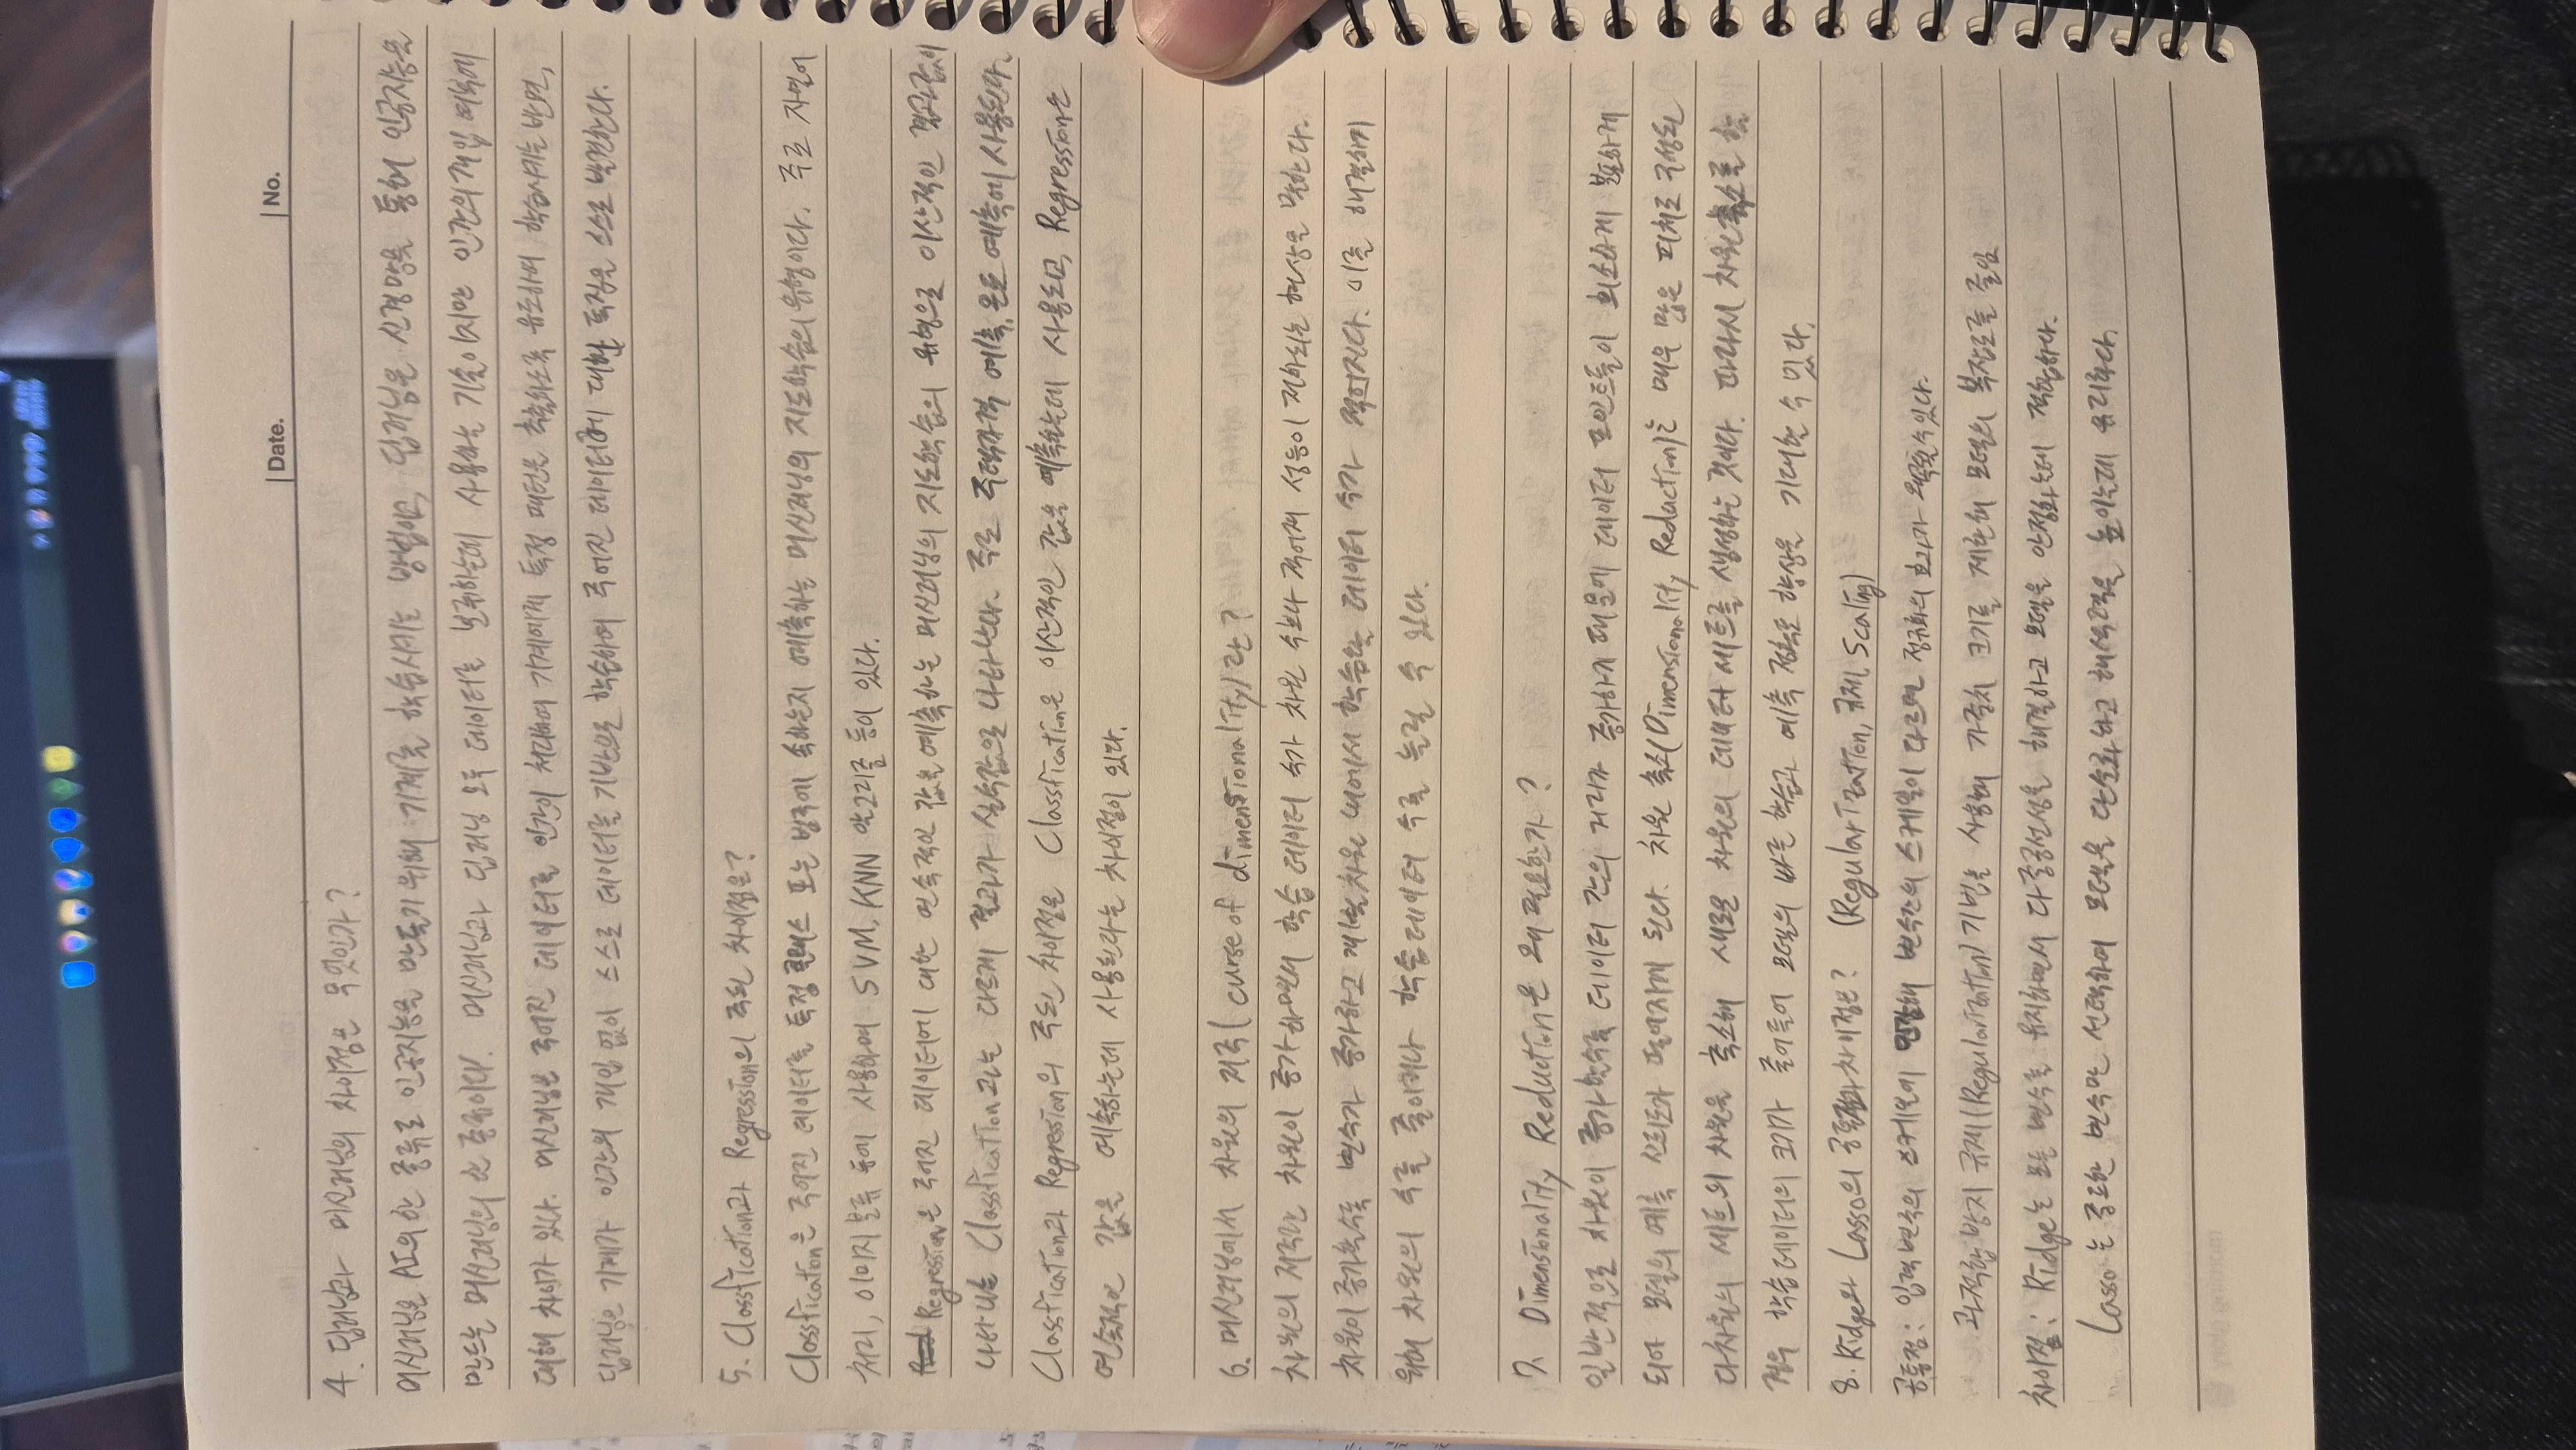 Date. No.
4. 딥러닝과 머신러닝의 차이점은 무엇인가?
머신러닝은 AI의 한 종류로 인공지능을 만들기 위해 기계를 학습시키는 방법이고, 딥러닝은 신경망을 통해 인공지능을
만드는 머신러닝의 한 종류이다. 머신러닝과 딥러닝 모두 데이터를 분류하는데 사용하는 기술이지만 인간의 개입 여부에
대해 차이가 있다. 머신러닝은 주어진 데이터를 인간이 처리하여 기계에게 특정 패턴을 추출하도록 유도하여 학습시키는 반면,
딥러닝은 기계가 인간의 개입 없이 스스로 데이터를 기반으로 학습하여 주어진 데이터에 대한 특징을 스스로 발견한다.
5. Classfication과 Regression의 주된 차이점은?
Classfication은 주어진 데이터를 특정 클래스 또는 범주에 속하는지 예측하는 머신러닝의 지도학습의 유형이다. 주로 자연어
처리, 이미지 분류 등에 사용하며 SVM, KNN 알고리즘 등이 있다.
Regression은 주어진 데이터에 대한 연속적인 값을 예측하는 머신러닝의 지도학습의 유형으로 이산적인 결과값이
나타나는 Classfication과는 다르게 결과가 실수값으로 나타난다. 주로 주택가격 예측, 온도 예측에 사용된다.
Classfication과 Regression의 주된 차이점은 Classfication은 이산적인 값을 예측하는데 사용되고, Regression은
연속적인 값을 예측하는데 사용된다라는 차이점이 있다.
6. 머신러닝에서 차원의 저주(curse of dimensionality)란?
차원의 저주란 차원이 증가하면서 학습 데이터 수가 차원 수보다 적어져 성능이 저하되는 현상을 말한다.
차원이 증가할수록 변수가 증가하고 개별 차원 내에서 학습할 데이터 수가 적어진다. 이를 해결하기
위해 차원의 수를 줄이거나 학습 데이터 수를 늘릴 수 있다.
7. Dimensionality Reduction은 왜 필요한가?
일반적으로 차원이 증가할수록 데이터 간의 거리가 증가하기 때문에 데이터 포인트들이 희소하게 분포하게
되어 모델의 예측 신뢰도가 떨어지게 된다. 차원 축소(Dimensionality Reduction)는 매우 많은 피처로 구성된
다차원의 세트의 차원을 축소해 새로운 차원의 데이터 세트를 생성하는 것이다. 따라서 차원축소를 할
경우 학습 데이터의 크기가 줄어들어 모델의 빠른 학습과 예측 정확도 향상을 기대할 수 있다.
8. Ridge와 Lasso의 공통점과 차이점은? (Regularization, 규제, Scaling)
공통점: 입력 변수의 스케일에 민감해 변수간의 스케일이 다르면 정규화의 효과가 왜곡될 수 있다.
과적합 방지 규제(Regularization)기법을 사용해 가중치 크기를 제한해 모델의 복잡도를 줄임
차이점: Ridge는 모든 변수를 유지하면서 다중공선성을 해결하고 모델을 안정화는데 적합하다.
Lasso는 중요한 변수만 선택하여 모델을 단순화하고 해석력을 높이는데 유리하다.